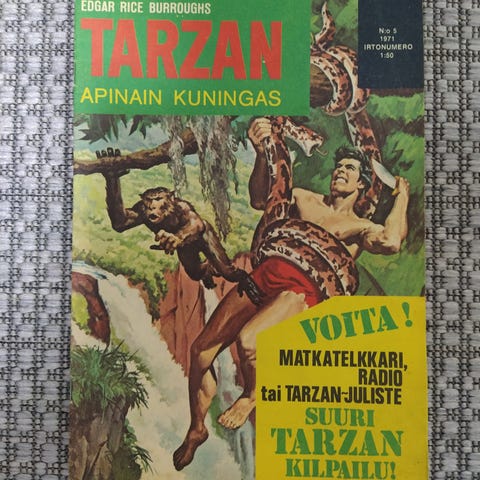 EDGAR RICE BURROUGHS
TARZAN
APINAIN KUNINGAS
N:o 5
1971
IRTONUMERO
1:50
VOITA!
MATKATELKKARI,
RADIO
tai TARZAN-JULISTE
SUURI
TARZAN
KILPAILU!